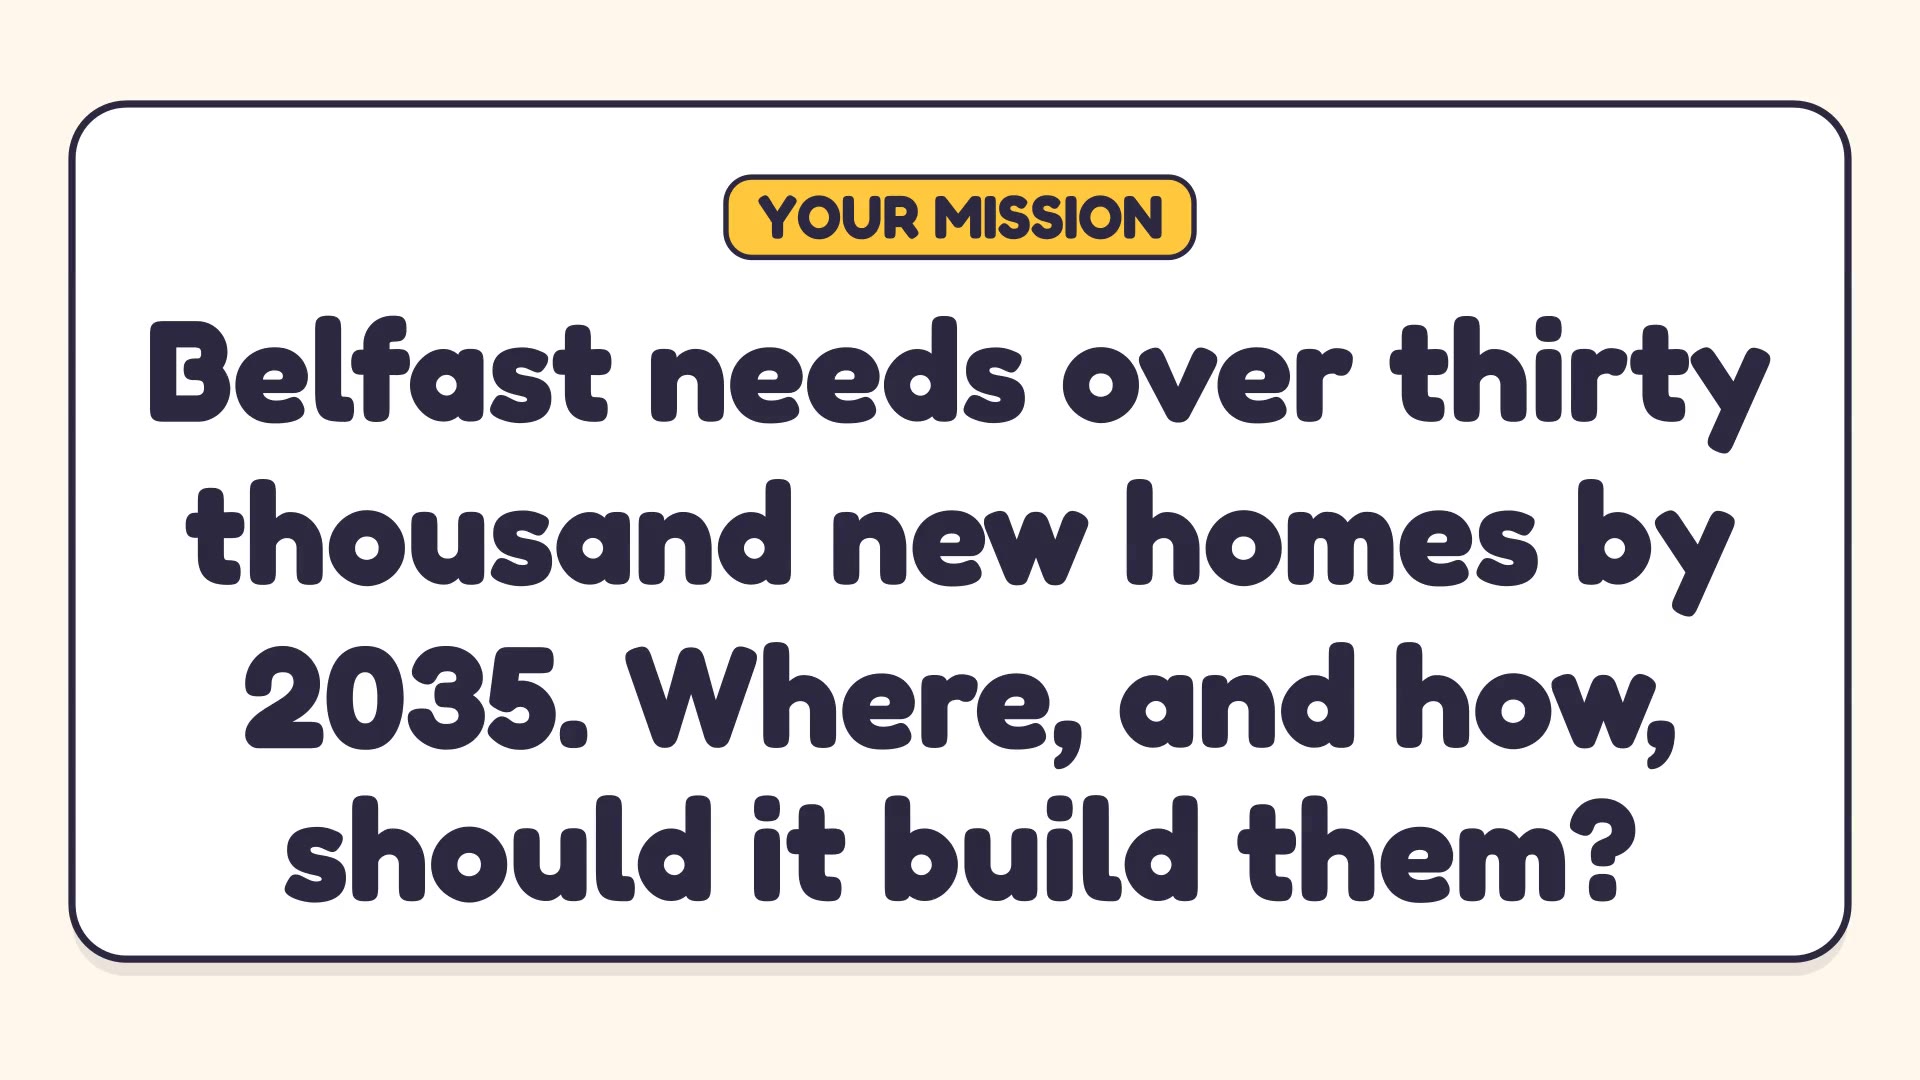 YOUR MISSION
Belfast needs over thirty
thousand new homes by
2035. Where, and how,
should it build them?